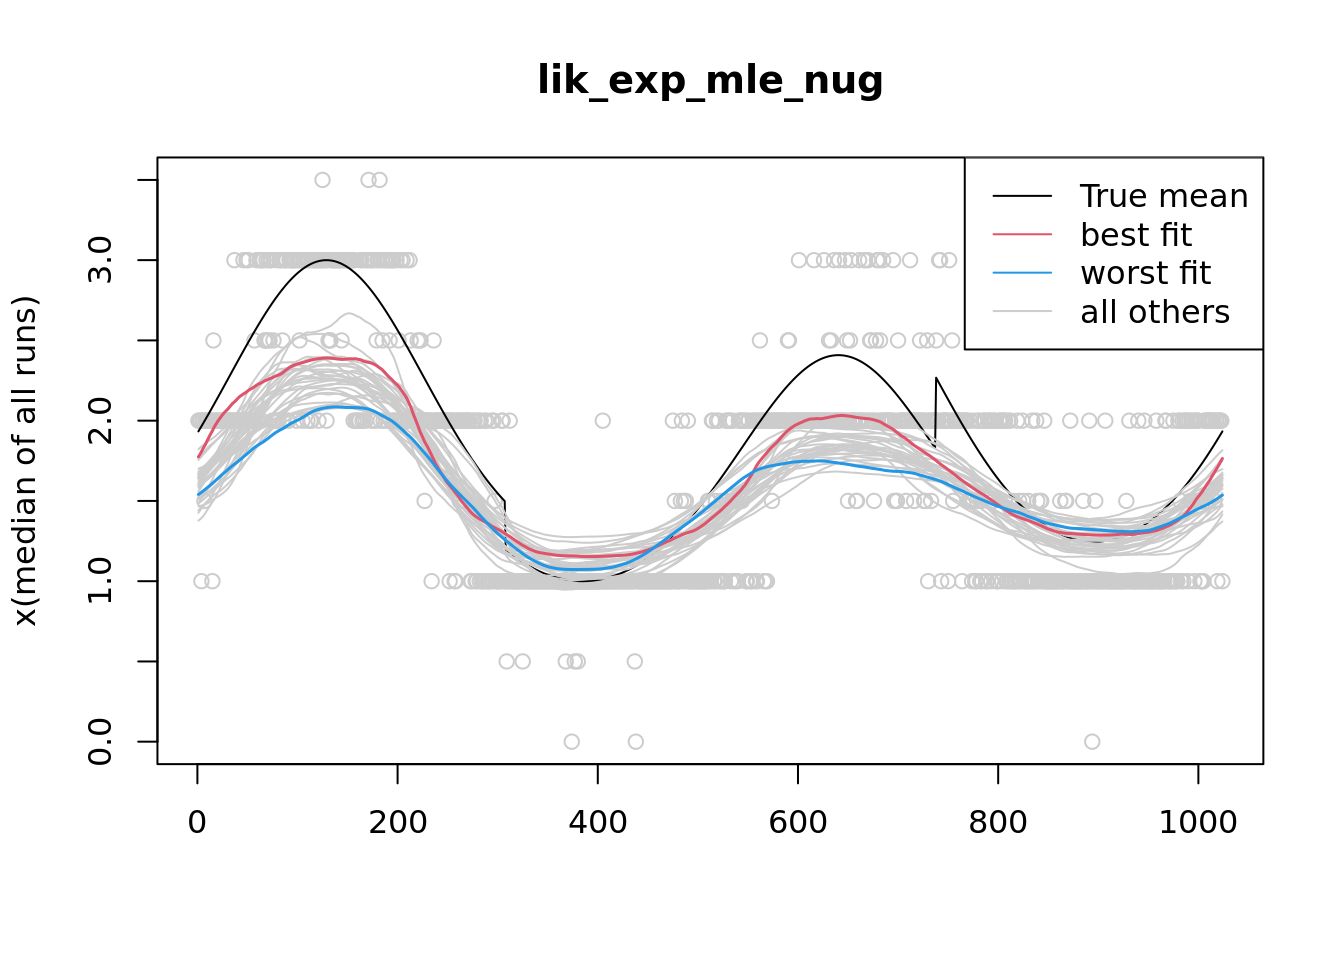 lik_exp_mle_nug
x(median of all runs)
3.0
2.0
1.0
0.0
True mean
best fit
worst fit
all others
0 200 400 600 800 1000